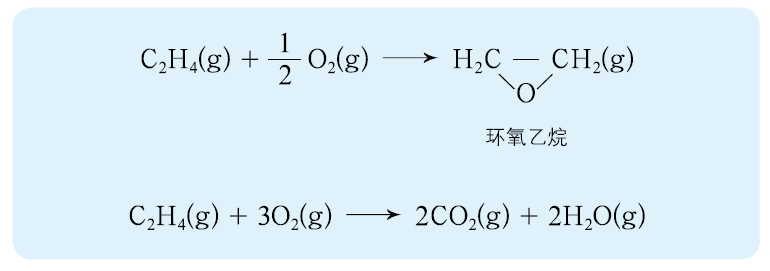 C₂H₄(g) + 1/2 O₂(g) ⟶ H₂C — CH₂(g)
O
环氧乙烷
C₂H₄(g) + 3O₂(g) ⟶ 2CO₂(g) + 2H₂O(g)